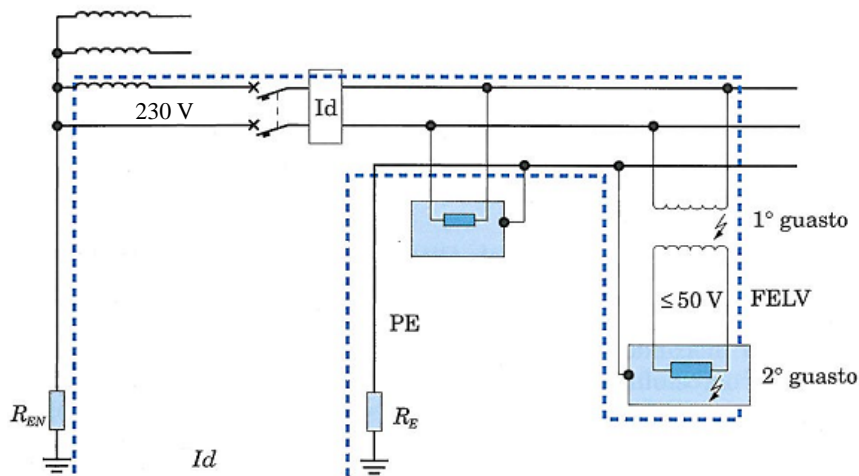 230 V
Id
1° guasto
≤ 50 V
FELV
PE
2° guasto
R_EN
R_E
Id